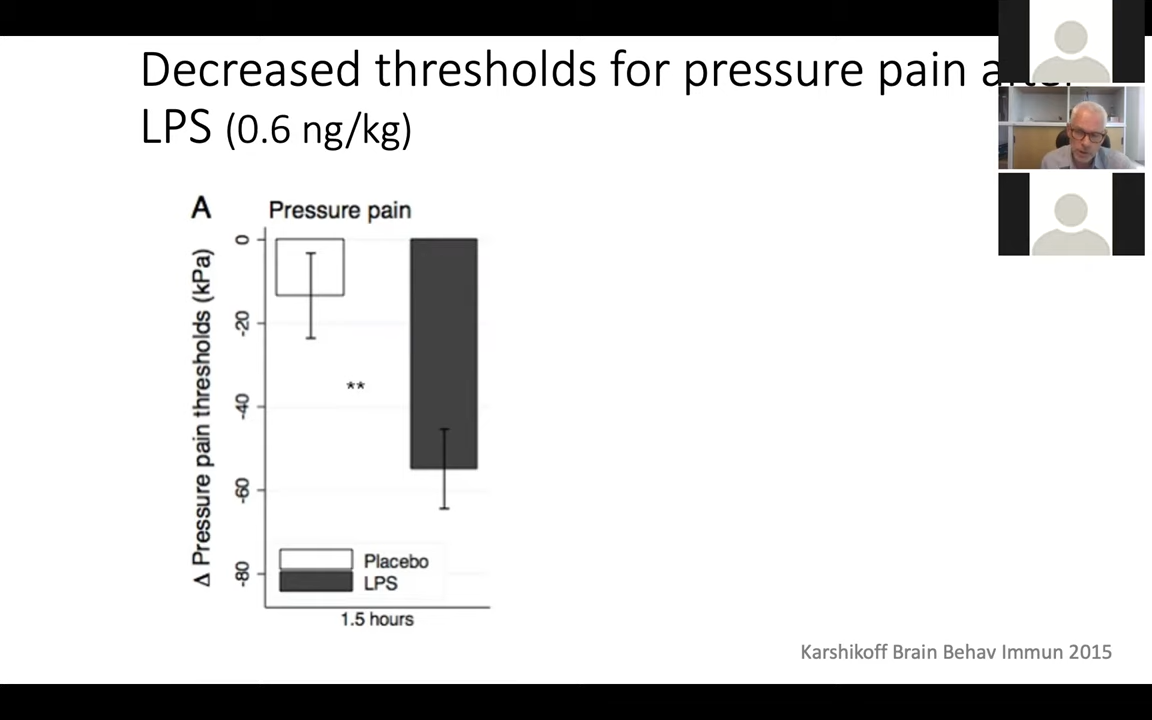 Decreased thresholds for pressure pain
LPS (0.6 ng/kg)
A
Pressure pain
Δ Pressure pain thresholds (kPa)
0
-20
-40
-60
-80
**
Placebo
LPS
1.5 hours
Karshikoff Brain Behav Immun 2015